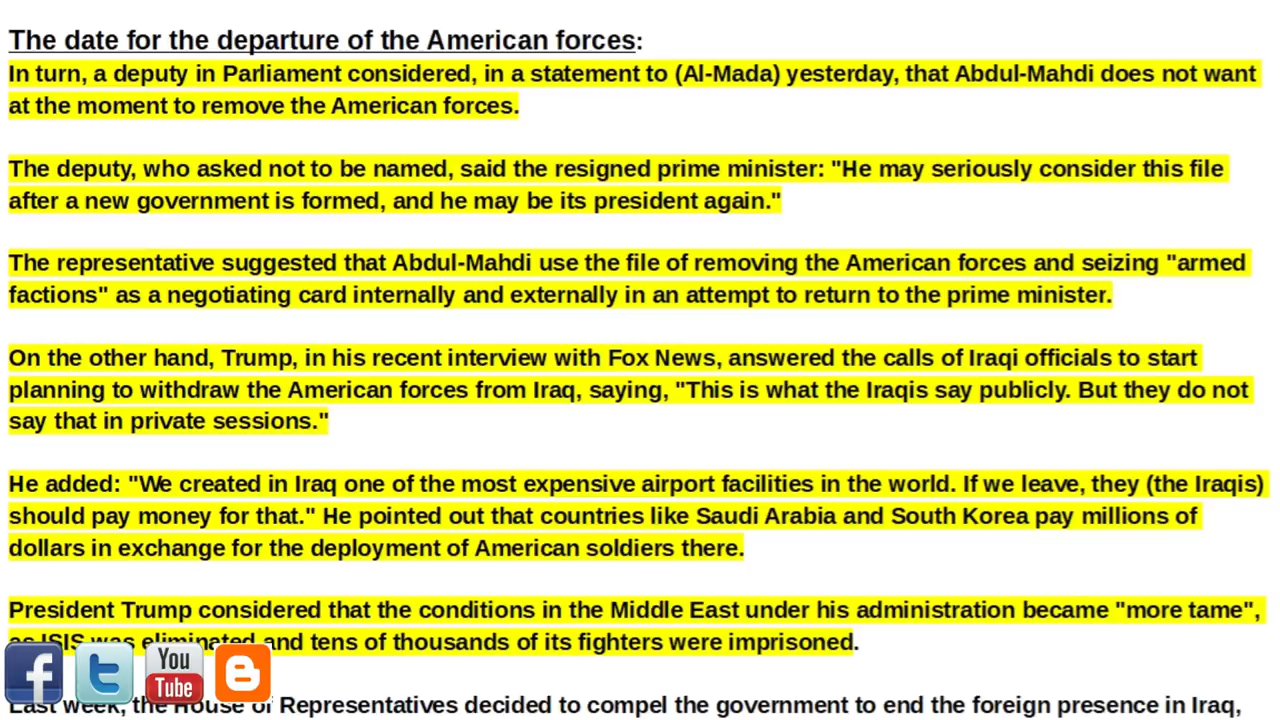 The date for the departure of the American forces:
In turn, a deputy in Parliament considered, in a statement to (Al-Mada) yesterday, that Abdul-Mahdi does not want
at the moment to remove the American forces.
The deputy, who asked not to be named, said the resigned prime minister: "He may seriously consider this file
after a new government is formed, and he may be its president again."
The representative suggested that Abdul-Mahdi use the file of removing the American forces and seizing "armed
factions" as a negotiating card internally and externally in an attempt to return to the prime minister.
On the other hand, Trump, in his recent interview with Fox News, answered the calls of Iraqi officials to start
planning to withdraw the American forces from Iraq, saying, "This is what the Iraqis say publicly. But they do not
say that in private sessions."
He added: "We created in Iraq one of the most expensive airport facilities in the world. If we leave, they (the Iraqis)
should pay money for that." He pointed out that countries like Saudi Arabia and South Korea pay millions of
dollars in exchange for the deployment of American soldiers there.
President Trump considered that the conditions in the Middle East under his administration became "more tame",
as ISIS was eliminated and tens of thousands of its fighters were imprisoned.
You
Tube
Last week, the House of Representatives decided to compel the government to end the foreign presence in Iraq,